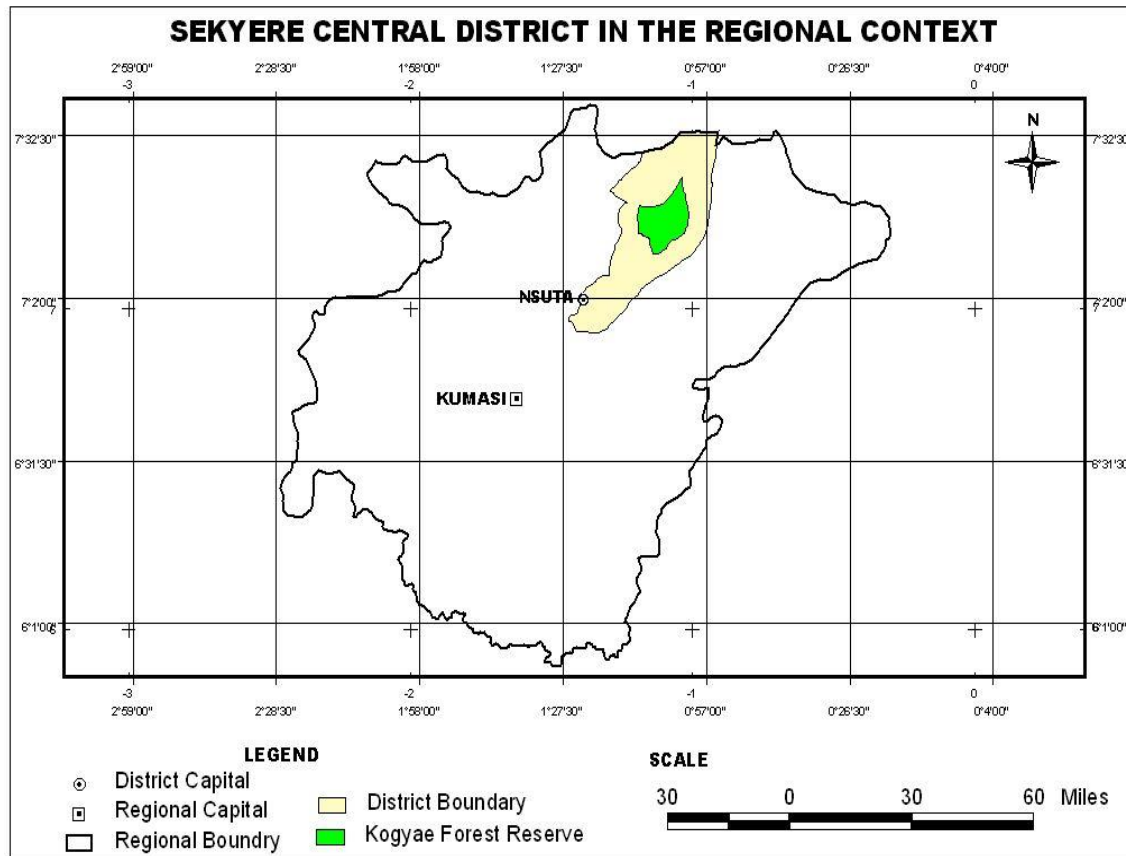 SEKYERE CENTRAL DISTRICT IN THE REGIONAL CONTEXT
2°59'00" 2°28'30" 1°58'00" 1°27'30" 0°57'00" 0°26'30" 0°4'00"
-3 -2 -1 0
7°32'30" 7°32'30"
N
NSUTA
7°2'00" 7°2'00"
7 7
KUMASI
6°31'30" 6°31'30"
6°1'00" 6°1'00"
6 6
-3 -2 -1 0
2°59'00" 2°28'30" 1°58'00" 1°27'30" 0°57'00" 0°26'30" 0°4'00"
LEGEND
District Capital
Regional Capital
Regional Boundry
District Boundary
Kogyae Forest Reserve
SCALE
30 0 30 60 Miles